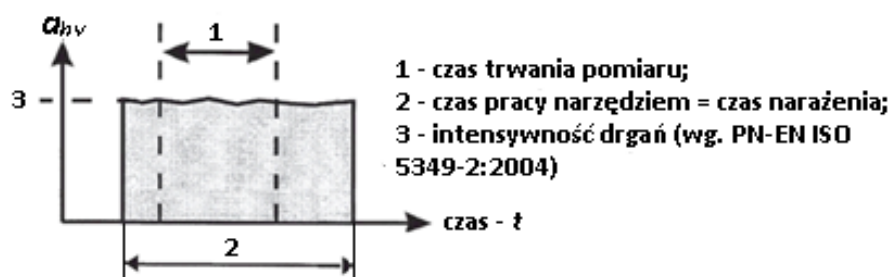 a_hv
1
3
1 - czas trwania pomiaru;
2 - czas pracy narzędziem = czas narażenia;
3 - intensywność drgań (wg. PN-EN ISO
5349-2:2004)
czas - t
2